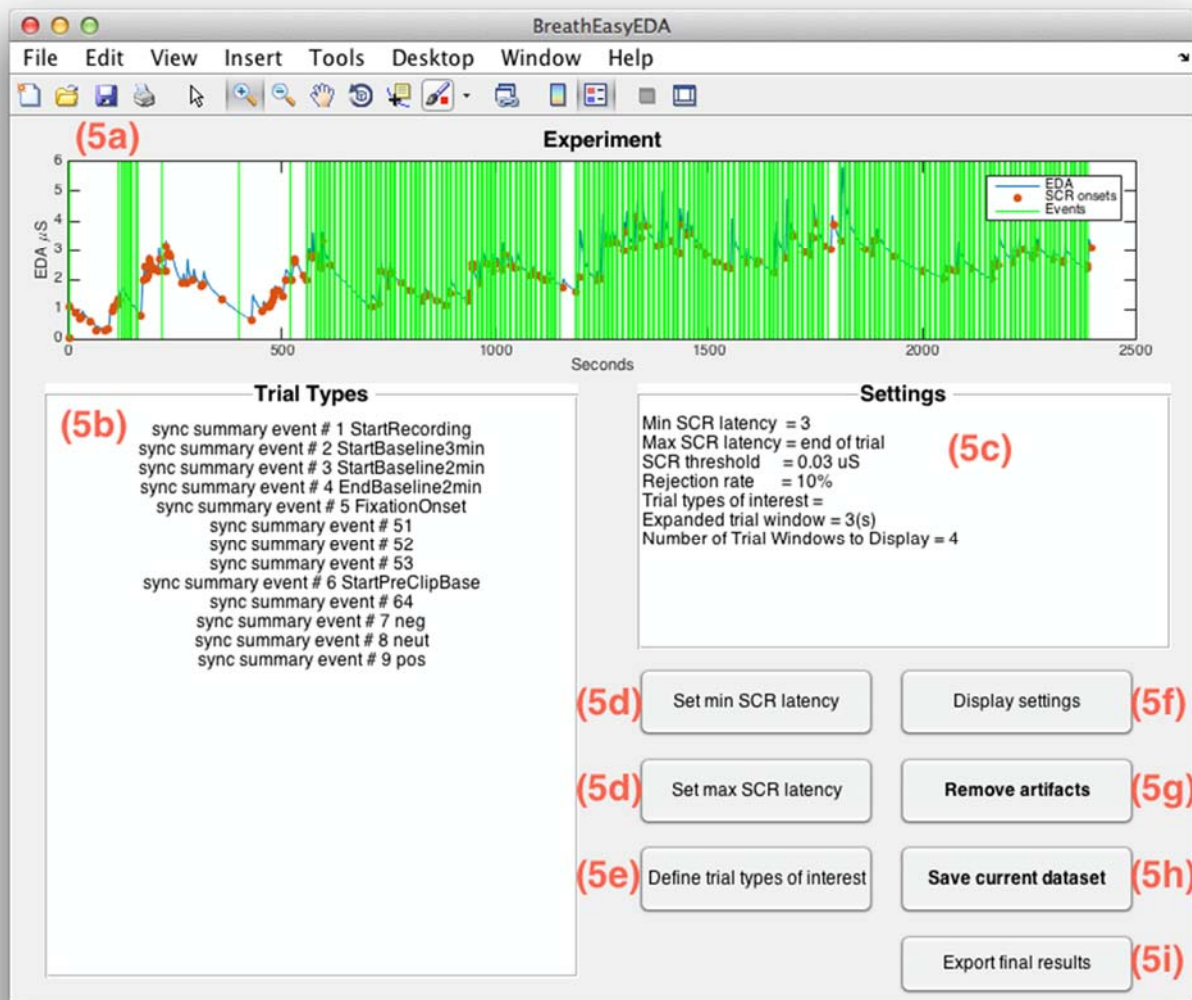 BreathEasyEDA
File Edit View Insert Tools Desktop Window Help
(5a)
Experiment
6
5
4
3
2
1
0
EDA µS
EDA
SCR onsets
Events
0 500 1000 1500 2000 2500
Seconds
Trial Types
(5b)
sync summary event # 1 StartRecording
sync summary event # 2 StartBaseline3min
sync summary event # 3 StartBaseline2min
sync summary event # 4 EndBaseline2min
sync summary event # 5 FixationOnset
sync summary event # 51
sync summary event # 52
sync summary event # 53
sync summary event # 6 StartPreClipBase
sync summary event # 64
sync summary event # 7 neg
sync summary event # 8 neut
sync summary event # 9 pos
Settings
(5c)
Min SCR latency = 3
Max SCR latency = end of trial
SCR threshold = 0.03 uS
Rejection rate = 10%
Trial types of interest =
Expanded trial window = 3(s)
Number of Trial Windows to Display = 4
(5d) Set min SCR latency
Display settings (5f)
(5d) Set max SCR latency
Remove artifacts (5g)
(5e) Define trial types of interest
Save current dataset (5h)
Export final results (5i)